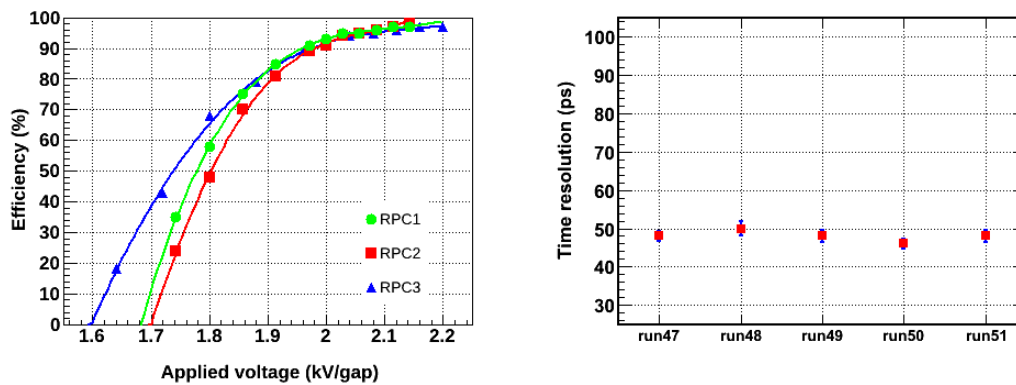 Efficiency (%)
100
90
80
70
60
50
40
30
20
10
0
RPC1
RPC2
RPC3
1.6 1.7 1.8 1.9 2 2.1 2.2
Applied voltage (kV/gap)
Time resolution (ps)
100
90
80
70
60
50
40
30
run47 run48 run49 run50 run51